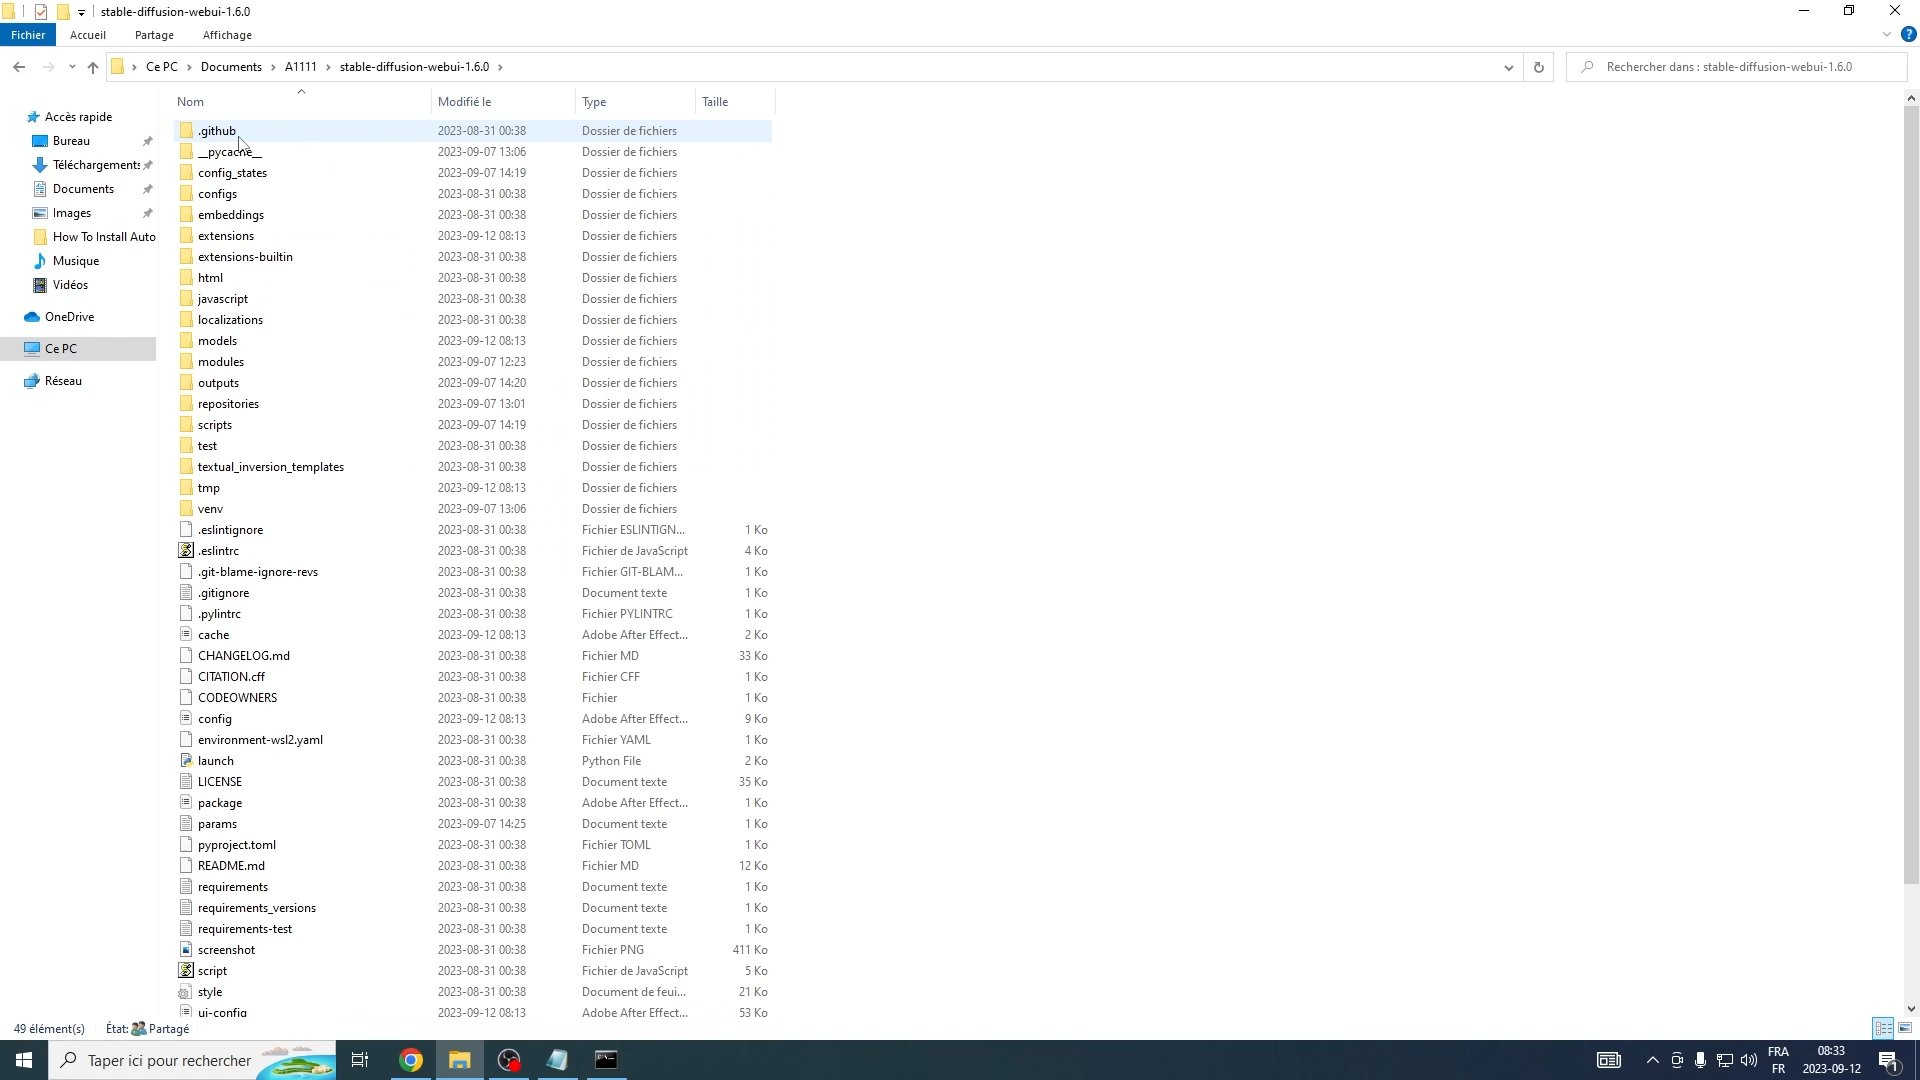 stable-diffusion-webui-1.6.0
Fichier Accueil Partage Affichage
Ce PC Documents A1111 stable-diffusion-webui-1.6.0
Rechercher dans : stable-diffusion-webui-1.6.0
Accès rapide
Bureau
Téléchargements
Documents
Images
How To Install Auto
Musique
Vidéos
OneDrive
Ce PC
Réseau
Nom Modifié le Type Taille
.github 2023-08-31 00:38 Dossier de fichiers
__pycache__ 2023-09-07 13:06 Dossier de fichiers
config_states 2023-09-07 14:19 Dossier de fichiers
configs 2023-08-31 00:38 Dossier de fichiers
embeddings 2023-08-31 00:38 Dossier de fichiers
extensions 2023-09-12 08:13 Dossier de fichiers
extensions-builtin 2023-08-31 00:38 Dossier de fichiers
html 2023-08-31 00:38 Dossier de fichiers
javascript 2023-08-31 00:38 Dossier de fichiers
localizations 2023-08-31 00:38 Dossier de fichiers
models 2023-09-12 08:13 Dossier de fichiers
modules 2023-09-07 12:23 Dossier de fichiers
outputs 2023-09-07 14:20 Dossier de fichiers
repositories 2023-09-07 13:01 Dossier de fichiers
scripts 2023-09-07 14:19 Dossier de fichiers
test 2023-08-31 00:38 Dossier de fichiers
textual_inversion_templates 2023-08-31 00:38 Dossier de fichiers
tmp 2023-09-12 08:13 Dossier de fichiers
venv 2023-09-07 13:06 Dossier de fichiers
.eslintignore 2023-08-31 00:38 Fichier ESLINTIGN... 1 Ko
.eslintrc 2023-08-31 00:38 Fichier de JavaScript 4 Ko
.git-blame-ignore-revs 2023-08-31 00:38 Fichier GIT-BLAM... 1 Ko
.gitignore 2023-08-31 00:38 Document texte 1 Ko
.pylintrc 2023-08-31 00:38 Fichier PYLINTRC 1 Ko
cache 2023-09-12 08:13 Adobe After Effect... 2 Ko
CHANGELOG.md 2023-08-31 00:38 Fichier MD 33 Ko
CITATION.cff 2023-08-31 00:38 Fichier CFF 1 Ko
CODEOWNERS 2023-08-31 00:38 Fichier 1 Ko
config 2023-09-12 08:13 Adobe After Effect... 9 Ko
environment-wsl2.yaml 2023-08-31 00:38 Fichier YAML 1 Ko
launch 2023-08-31 00:38 Python File 2 Ko
LICENSE 2023-08-31 00:38 Document texte 35 Ko
package 2023-08-31 00:38 Adobe After Effect... 1 Ko
params 2023-09-07 14:25 Document texte 1 Ko
pyproject.toml 2023-08-31 00:38 Fichier TOML 1 Ko
README.md 2023-08-31 00:38 Fichier MD 12 Ko
requirements 2023-08-31 00:38 Document texte 1 Ko
requirements_versions 2023-08-31 00:38 Document texte 1 Ko
requirements-test 2023-08-31 00:38 Document texte 1 Ko
screenshot 2023-08-31 00:38 Fichier PNG 411 Ko
script 2023-08-31 00:38 Fichier de JavaScript 5 Ko
style 2023-08-31 00:38 Document de feui... 21 Ko
ui-config 2023-09-12 08:13 Adobe After Effect... 53 Ko
49 élément(s) État: Partagé
Taper ici pour rechercher
FRA
FR
08:33
2023-09-12
1